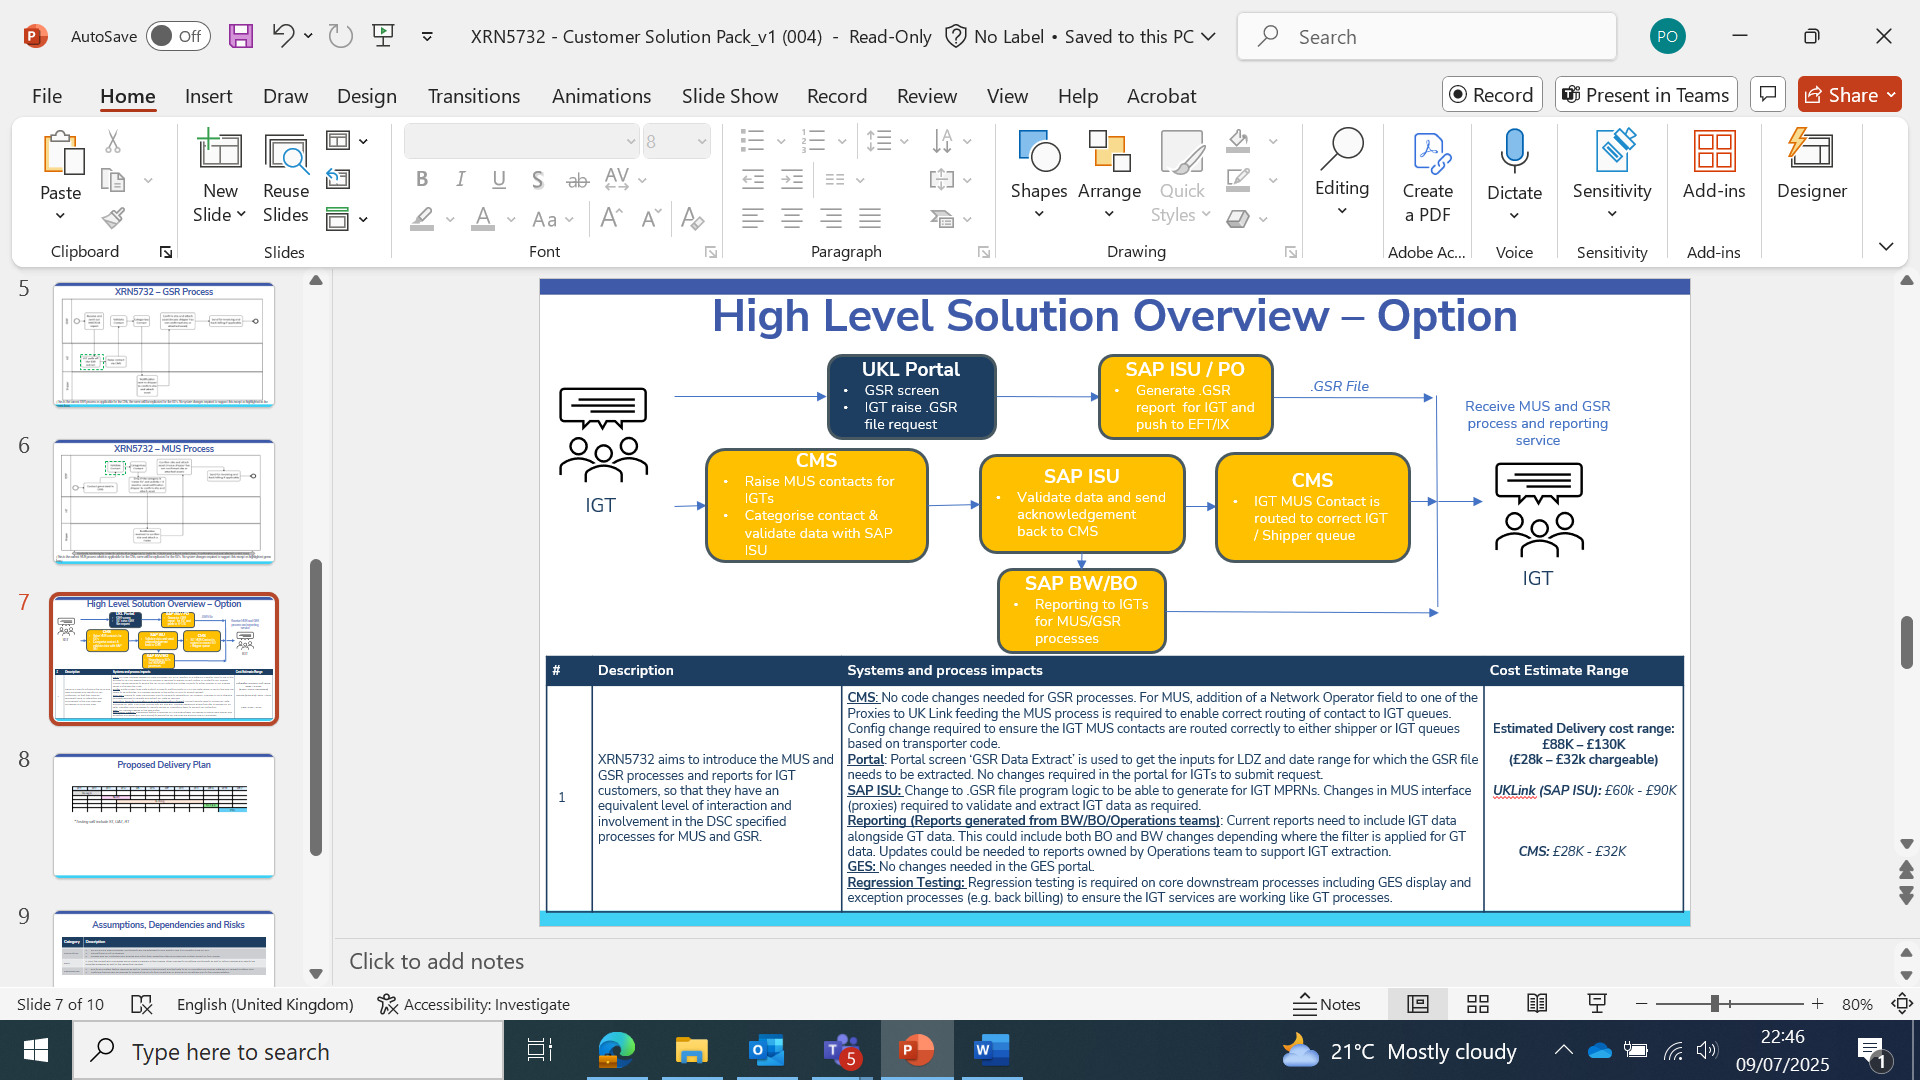 AutoSave Off XRN5732 - Customer Solution Pack_v1 (004) - Read-Only No Label • Saved to this PC Search PO
File Home Insert Draw Design Transitions Animations Slide Show Record Review View Help Acrobat Record Present in Teams Share
Paste
New
Slide
Reuse
Slides
8
Shapes
Arrange
Quick
Styles
Editing
Create
a PDF
Dictate
Sensitivity
Add-ins
Designer
Clipboard Slides Font Paragraph Drawing Adobe Ac... Voice Sensitivity Add-ins
5
XRN5732 – GSR Process
6
XRN5732 – MUS Process
7
High Level Solution Overview – Option
8
Proposed Delivery Plan
9
Assumptions, Dependencies and Risks
Category Description
High Level Solution Overview – Option
UKL Portal
• GSR screen
• IGT raise .GSR
file request
SAP ISU / PO
• Generate .GSR
report for IGT and
push to EFT/IX
.GSR File
Receive MUS and GSR
process and reporting
service
IGT
CMS
• Raise MUS contacts for
IGTs
• Categorise contact &
validate data with SAP
ISU
SAP ISU
• Validate data and send
acknowledgement
back to CMS
CMS
• IGT MUS Contact is
routed to correct IGT
/ Shipper queue
IGT
SAP BW/BO
• Reporting to IGTs
for MUS/GSR
processes
# Description Systems and process impacts Cost Estimate Range
1
XRN5732 aims to introduce the MUS and
GSR processes and reports for IGT
customers, so that they have an
equivalent level of interaction and
involvement in the DSC specified
processes for MUS and GSR.
CMS: No code changes needed for GSR processes. For MUS, addition of a Network Operator field to one of the
Proxies to UK Link feeding the MUS process is required to enable correct routing of contact to IGT queues.
Config change required to ensure the IGT MUS contacts are routed correctly to either shipper or IGT queues
based on transporter code.
Portal: Portal screen ‘GSR Data Extract’ is used to get the inputs for LDZ and date range for which the GSR file
needs to be extracted. No changes required in the portal for IGTs to submit request.
SAP ISU: Change to .GSR file program logic to be able to generate for IGT MPRNs. Changes in MUS interface
(proxies) required to validate and extract IGT data as required.
Reporting (Reports generated from BW/BO/Operations teams): Current reports need to include IGT data
alongside GT data. This could include both BO and BW changes depending where the filter is applied for GT
data. Updates could be needed to reports owned by Operations team to support IGT extraction.
GES: No changes needed in the GES portal.
Regression Testing: Regression testing is required on core downstream processes including GES display and
exception processes (e.g. back billing) to ensure the IGT services are working like GT processes.
Estimated Delivery cost range:
£88K – £130K
(£28k – £32k chargeable)
UKLink (SAP ISU): £60k - £90K
CMS: £28K - £32K
Click to add notes
Slide 7 of 10 English (United Kingdom) Accessibility: Investigate Notes 80%
Type here to search 5 21°C Mostly cloudy 22:46
09/07/2025 1